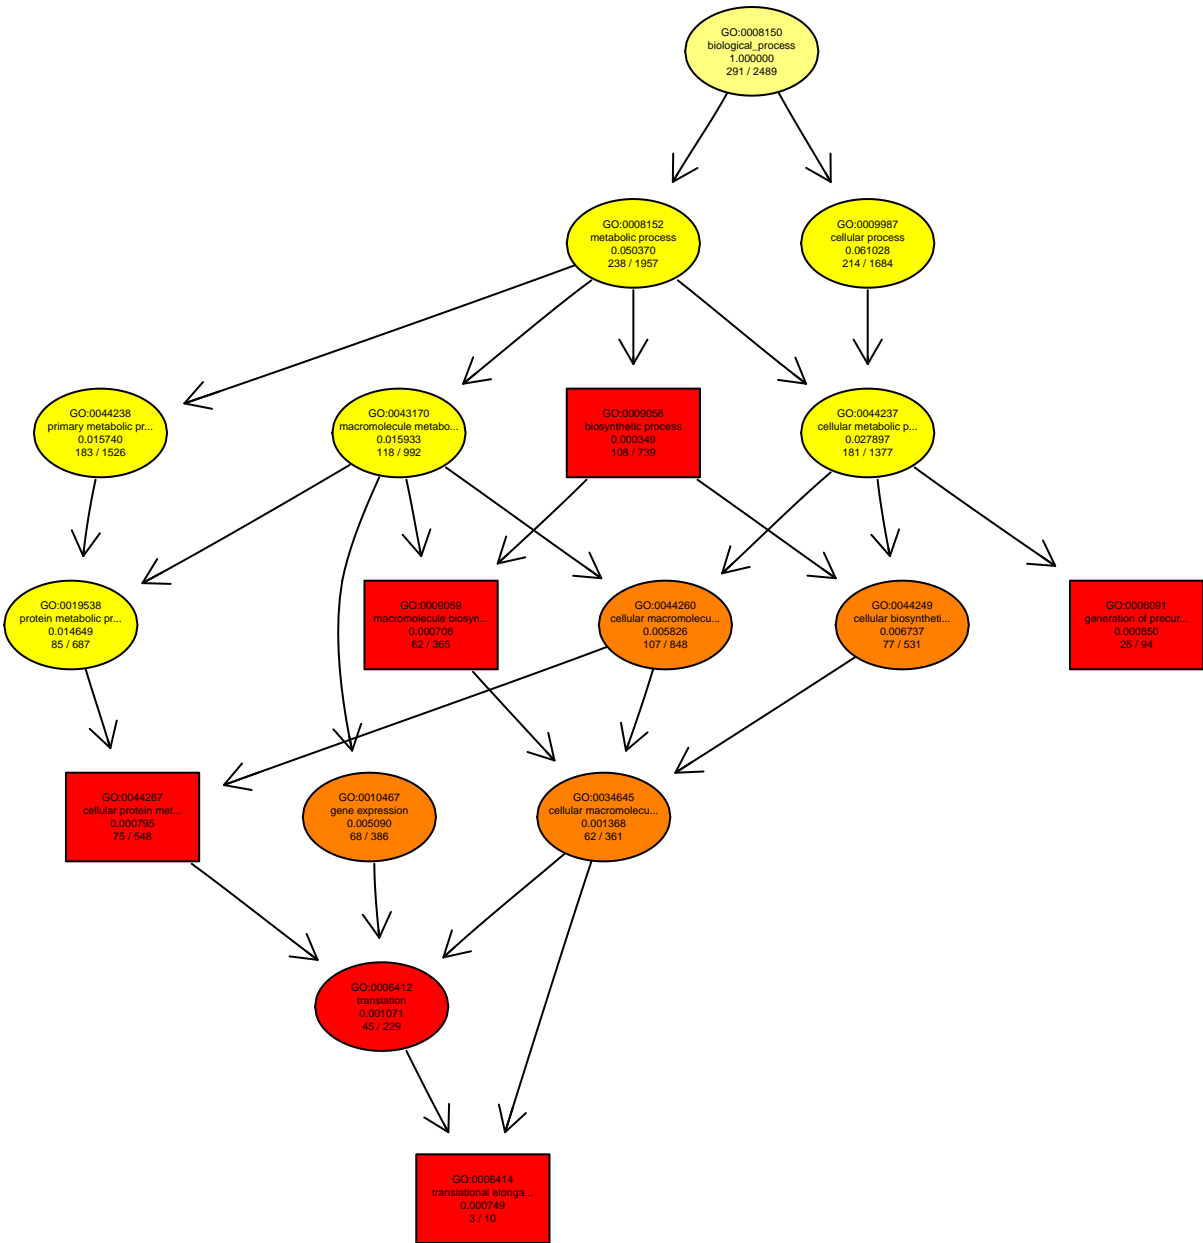 GO:0008150
biological_process
1.000000
291 / 2489
GO:0008152
metabolic process
0.050370
238 / 1957
GO:0009987
cellular process
0.061028
214 / 1684
GO:0044238
primary metabolic pr...
0.015740
183 / 1526
GO:0043170
macromolecule metabo...
0.015933
118 / 992
GO:0009058
biosynthetic process
0.000349
108 / 739
GO:0044237
cellular metabolic p...
0.027897
181 / 1377
GO:0019538
protein metabolic pr...
0.014649
85 / 687
GO:0009059
macromolecule biosyn...
0.000706
62 / 365
GO:0044260
cellular macromolecu...
0.005826
107 / 848
GO:0044249
cellular biosyntheti...
0.006737
77 / 531
GO:0006091
generation of precur...
0.000850
25 / 94
GO:0044267
cellular protein met...
0.000795
75 / 548
GO:0010467
gene expression
0.005090
68 / 386
GO:0034645
cellular macromolecu...
0.001368
62 / 361
GO:0006412
translation
0.001071
45 / 229
GO:0006414
translational elonga...
0.000749
3 / 10